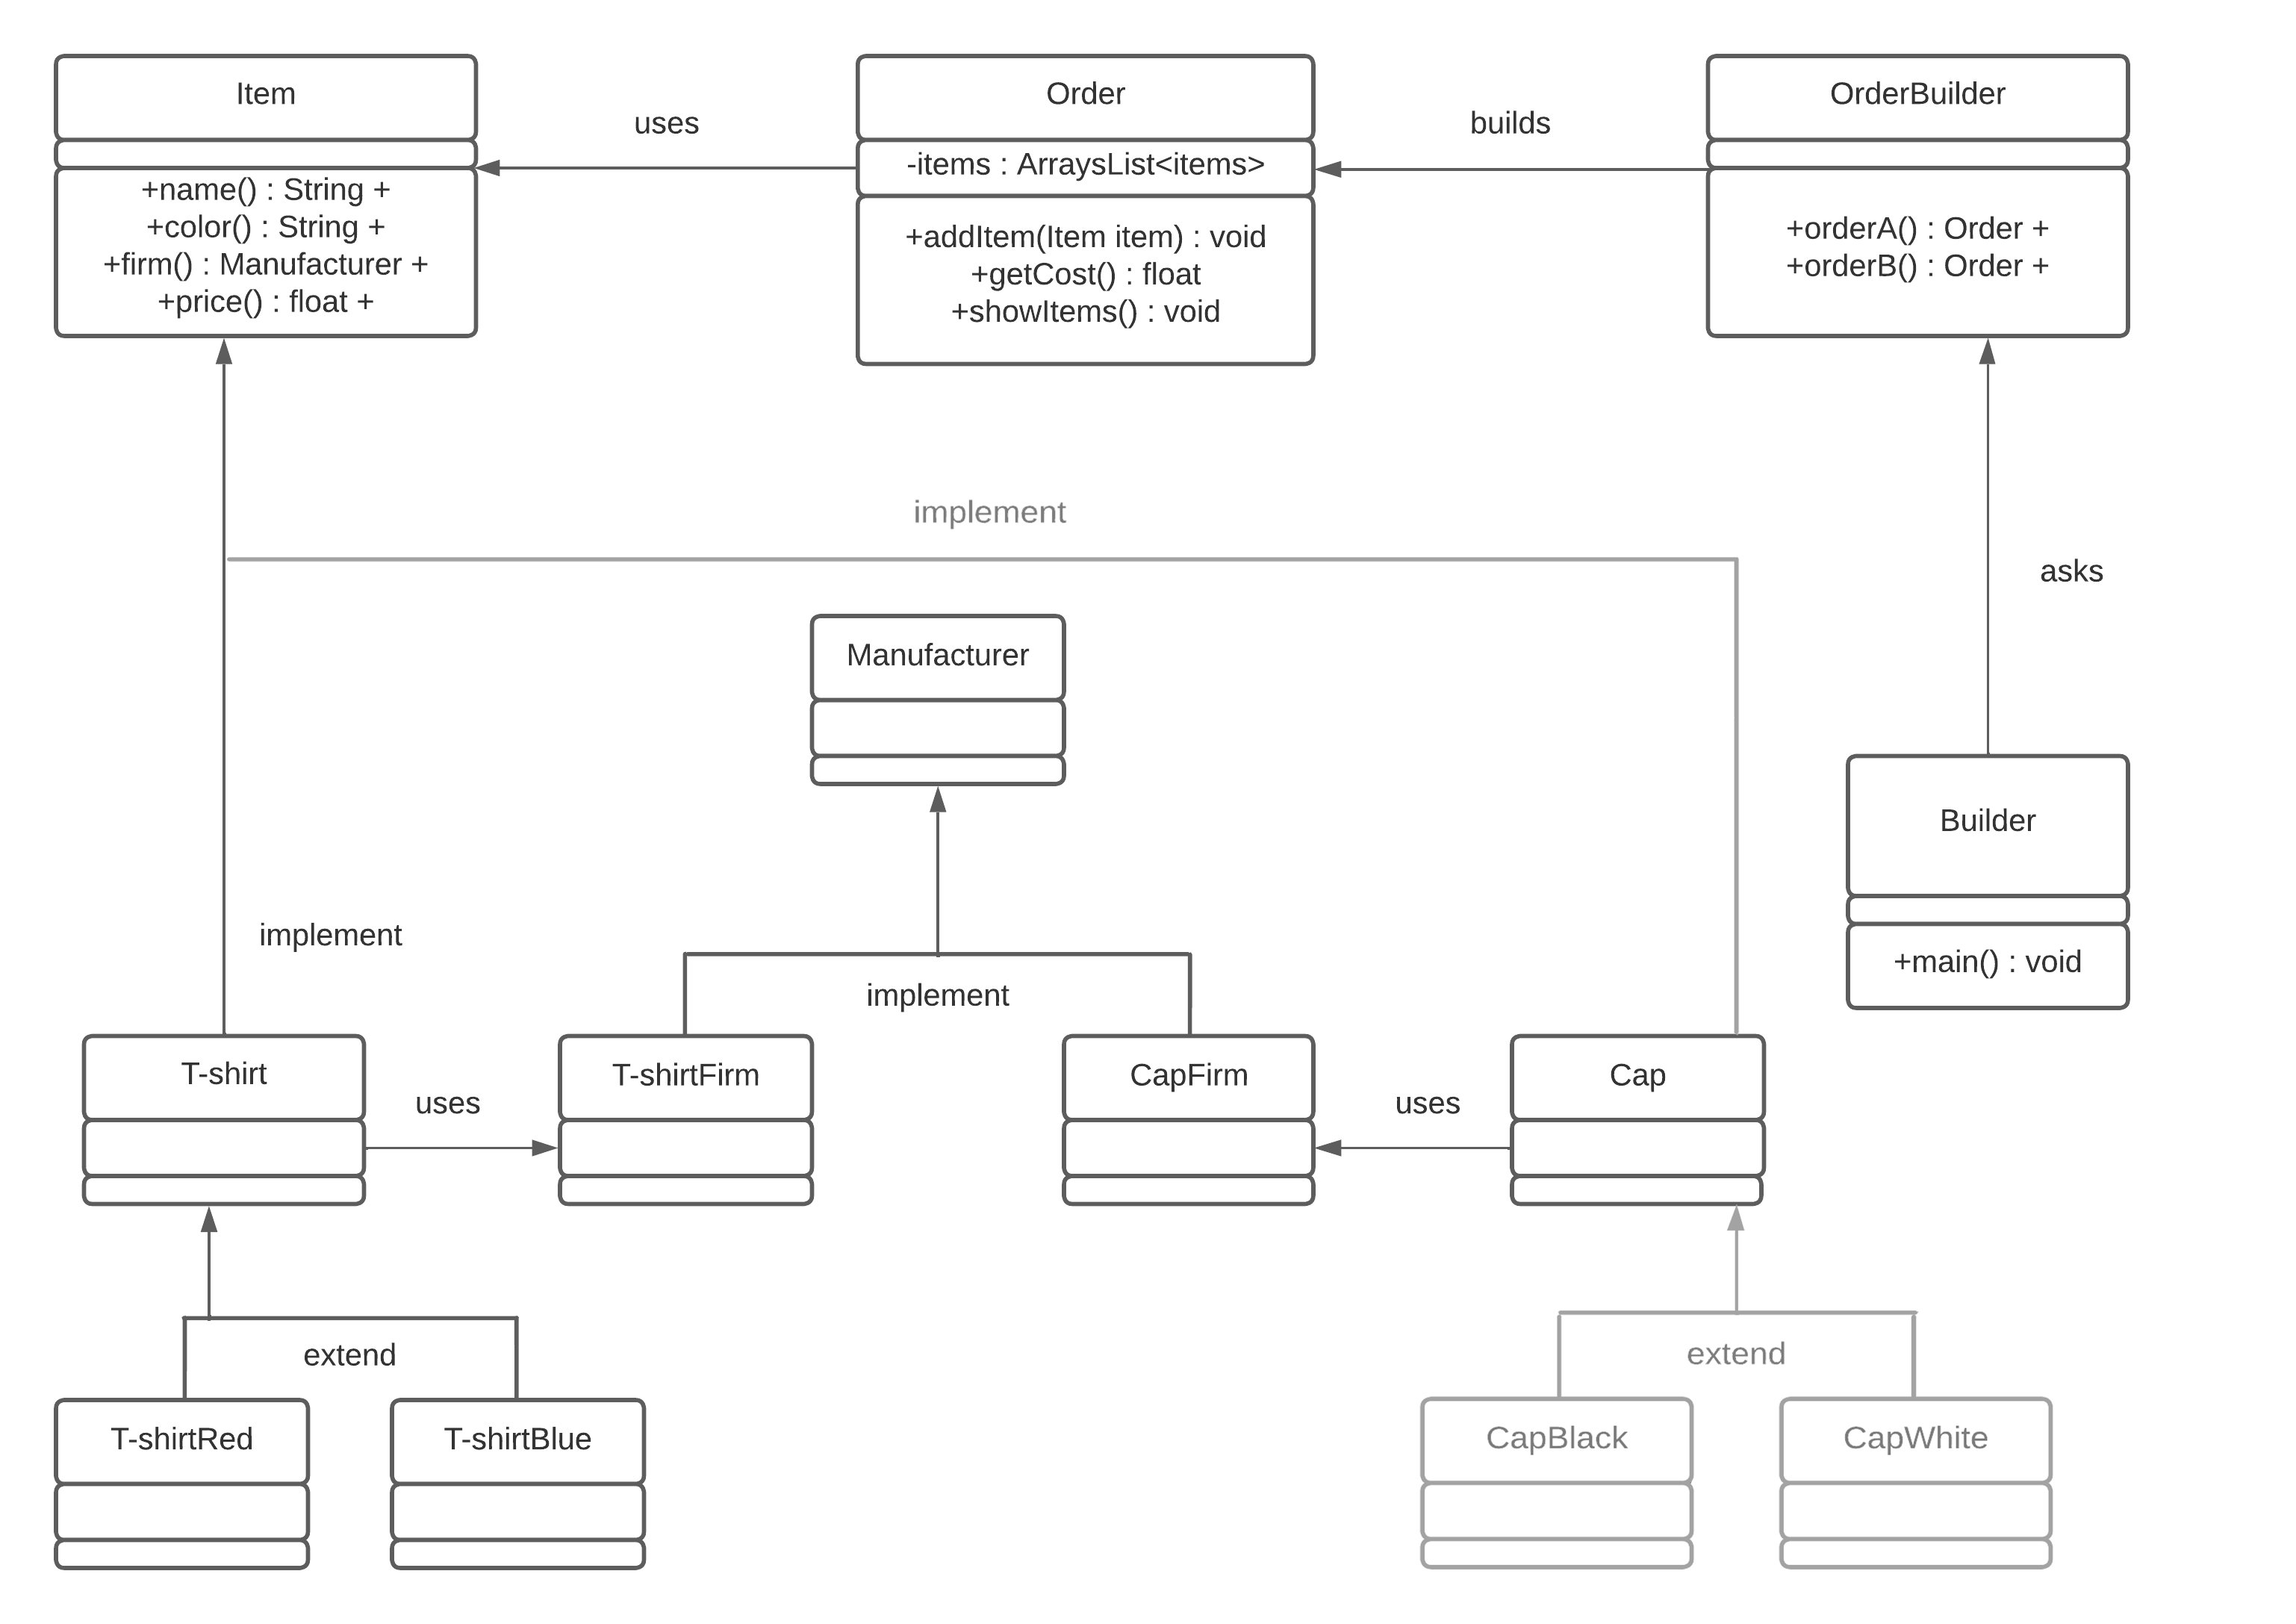 Item
uses
Order
builds
OrderBuilder
-items : ArraysList<items>
+name() : String +
+color() : String +
+firm() : Manufacturer +
+price() : float +
+addItem(Item item) : void
+getCost() : float
+showItems() : void
+orderA() : Order +
+orderB() : Order +
implement
asks
Manufacturer
Builder
+main() : void
implement
implement
T-shirt
uses
T-shirtFirm
CapFirm
uses
Cap
extend
extend
T-shirtRed
T-shirtBlue
CapBlack
CapWhite